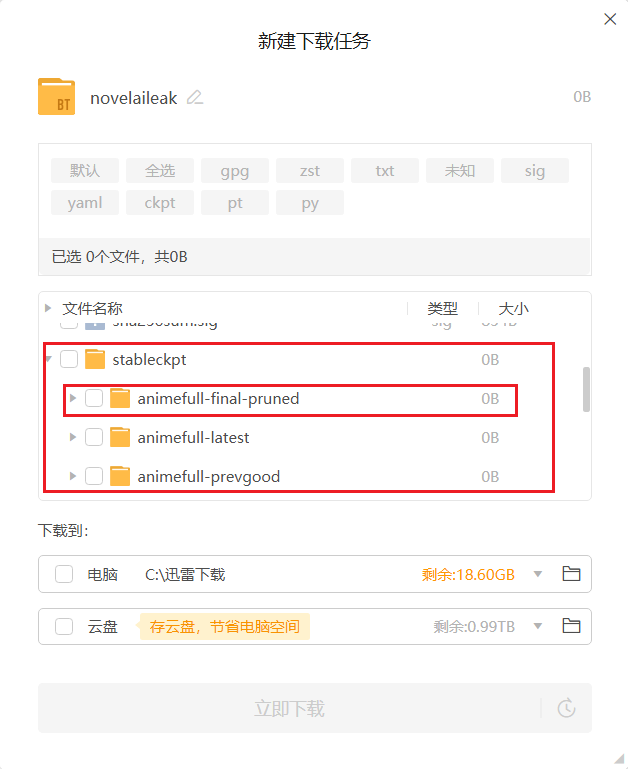 新建下载任务
BT
novelaileak
0B
默认 全选 gpg zst txt 未知 sig
yaml ckpt pt py
已选 0个文件，共0B
文件名称 类型 大小
sha256sum.sig sig
stableckpt 0B
animefull-final-pruned 0B
animefull-latest 0B
animefull-prevgood 0B
下载到:
电脑 C:\迅雷下载 剩余:18.60GB
云盘 存云盘，节省电脑空间 剩余:0.99TB
立即下载